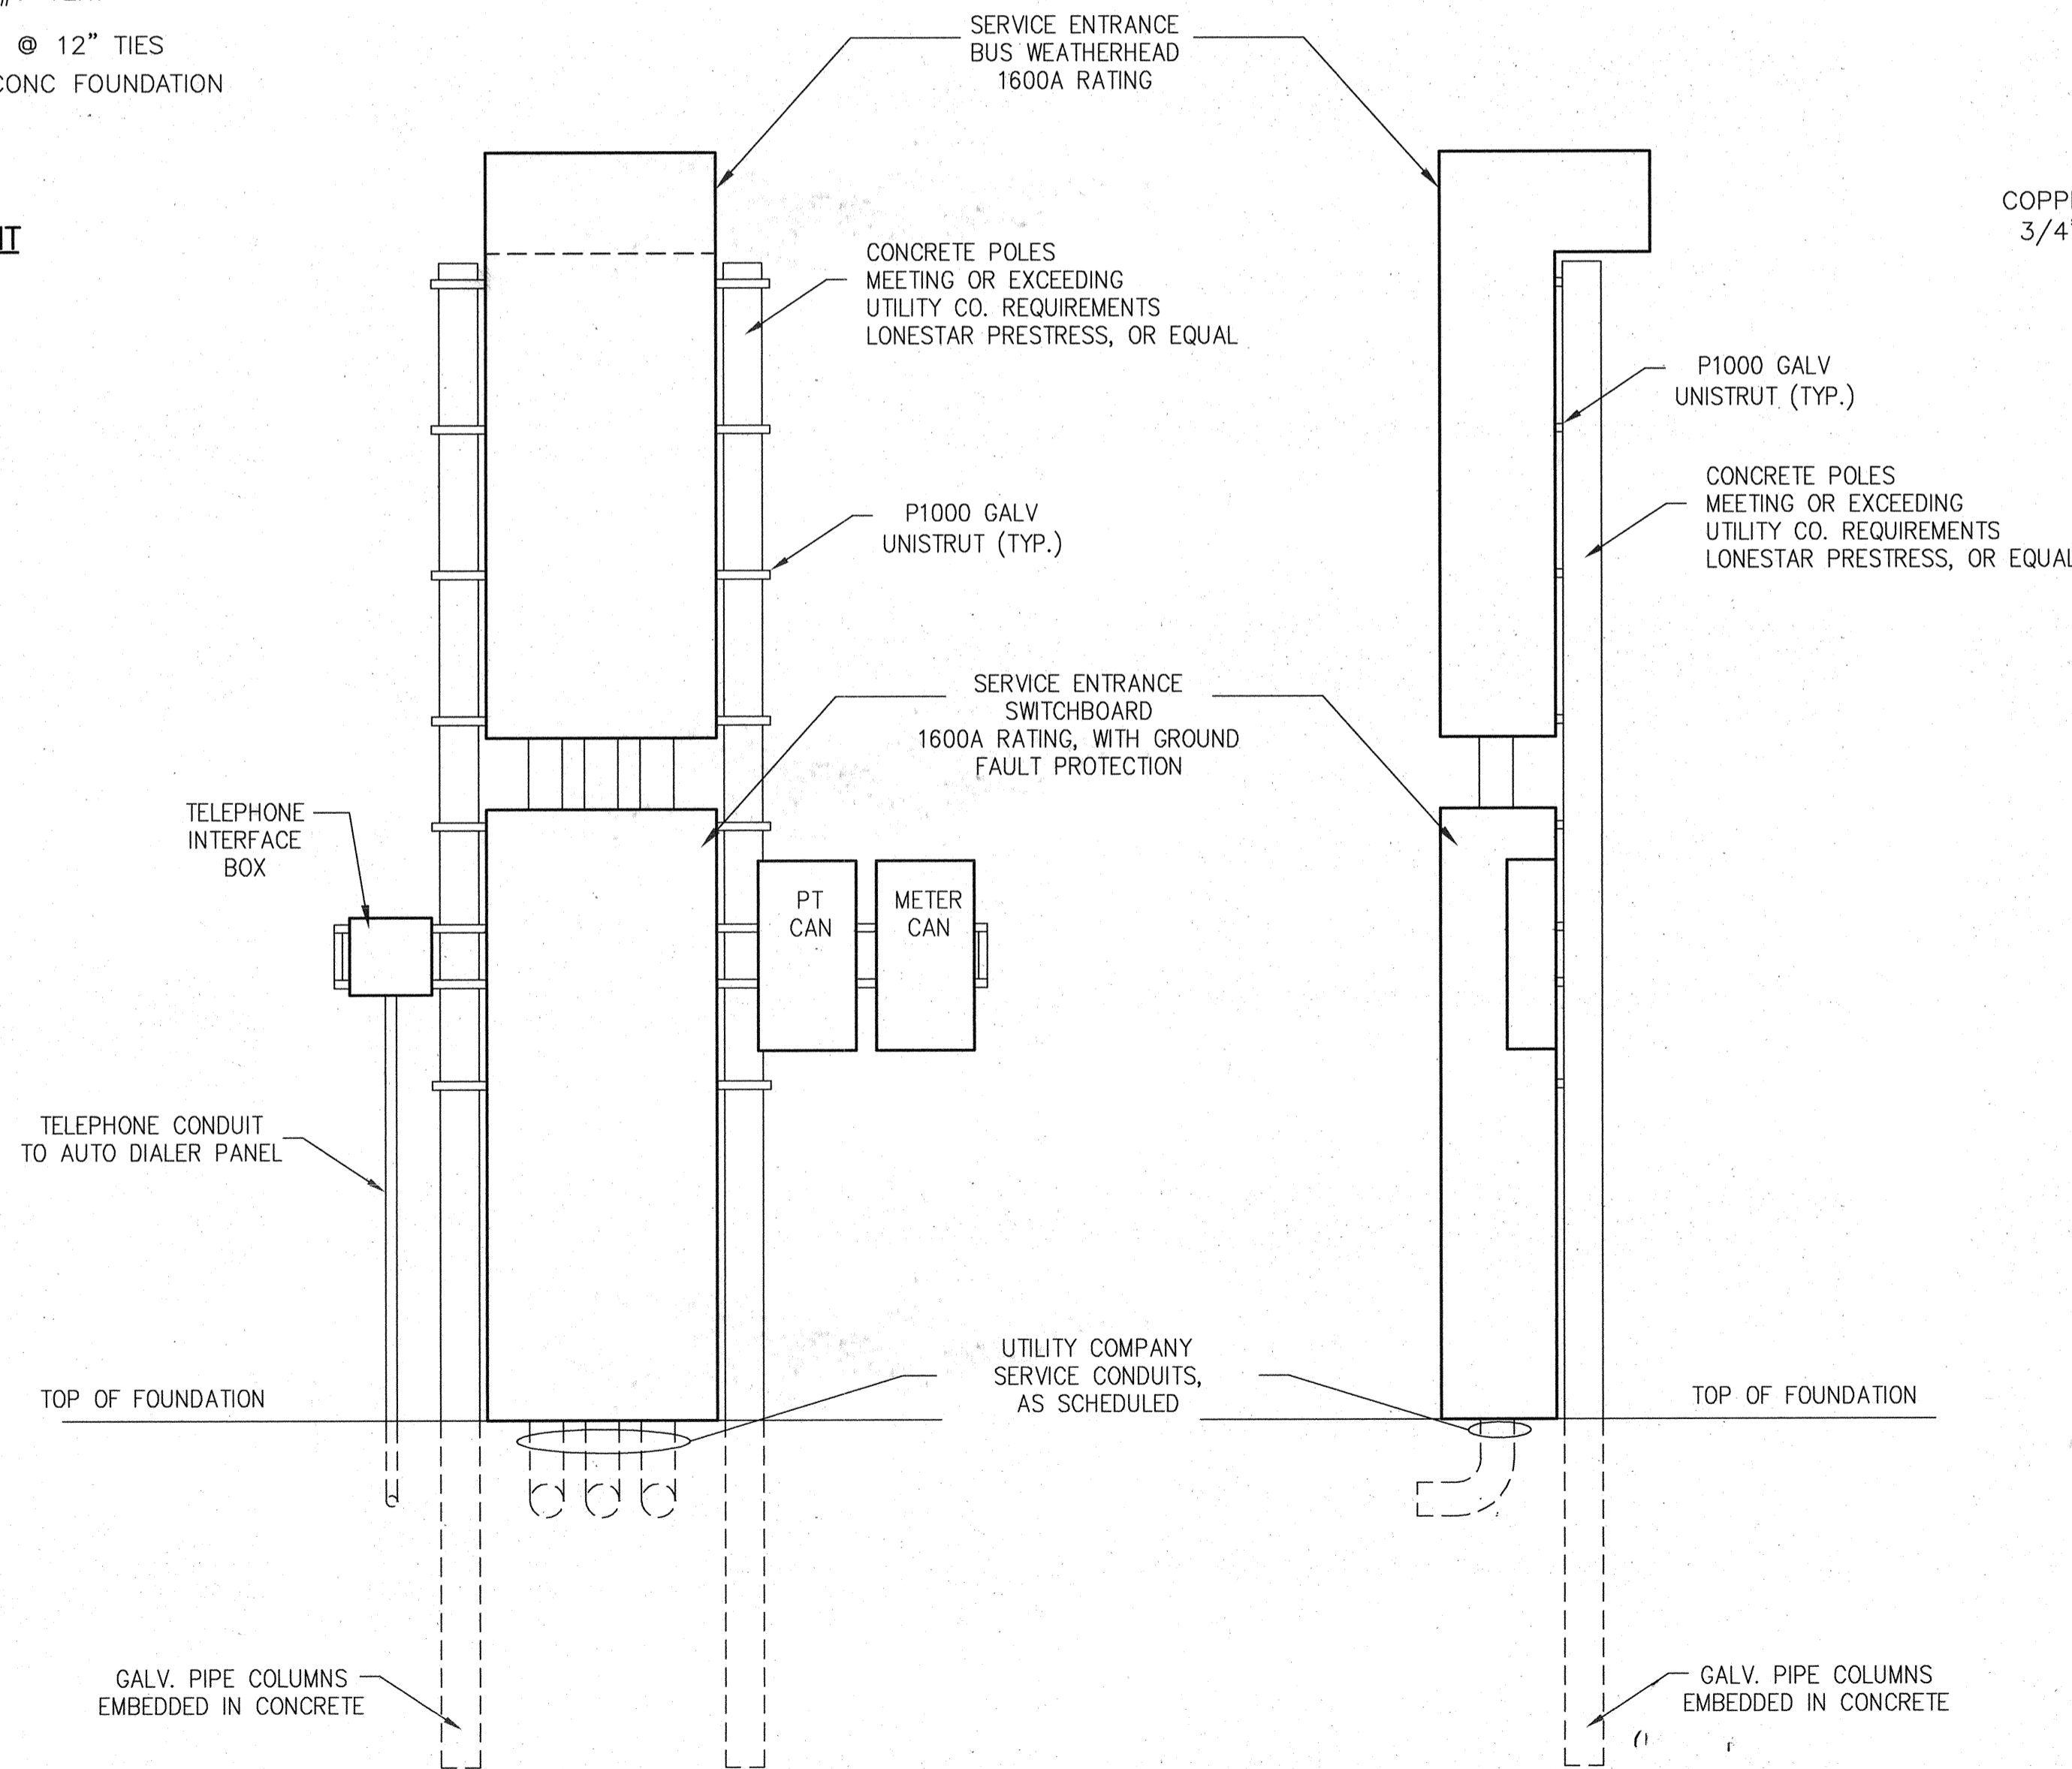 @ 12” TIES
CONC FOUNDATION
SERVICE ENTRANCE
BUS WEATHERHEAD
1600A RATING
CONCRETE POLES
MEETING OR EXCEEDING
UTILITY CO. REQUIREMENTS
LONESTAR PRESTRESS, OR EQUAL
3/4"
P1000 GALV
UNISTRUT (TYP.)
CONCRETE POLES
MEETING OR EXCEEDING
UTILITY CO. REQUIREMENTS
LONESTAR PRESTRESS, OR EQUAL
P1000 GALV
UNISTRUT (TYP.)
SERVICE ENTRANCE
SWITCHBOARD
1600A RATING, WITH GROUND
FAULT PROTECTION
TELEPHONE
INTERFACE
BOX
PT
CAN
METER
CAN
TELEPHONE CONDUIT
TO AUTO DIALER PANEL
UTILITY COMPANY
SERVICE CONDUITS,
AS SCHEDULED
TOP OF FOUNDATION
TOP OF FOUNDATION
GALV. PIPE COLUMNS
EMBEDDED IN CONCRETE
GALV. PIPE COLUMNS
EMBEDDED IN CONCRETE